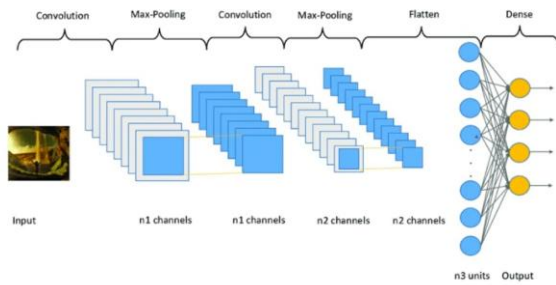 Convolution Max-Pooling Convolution Max-Pooling Flatten Dense
Input n1 channels n1 channels n2 channels n2 channels
n3 units Output